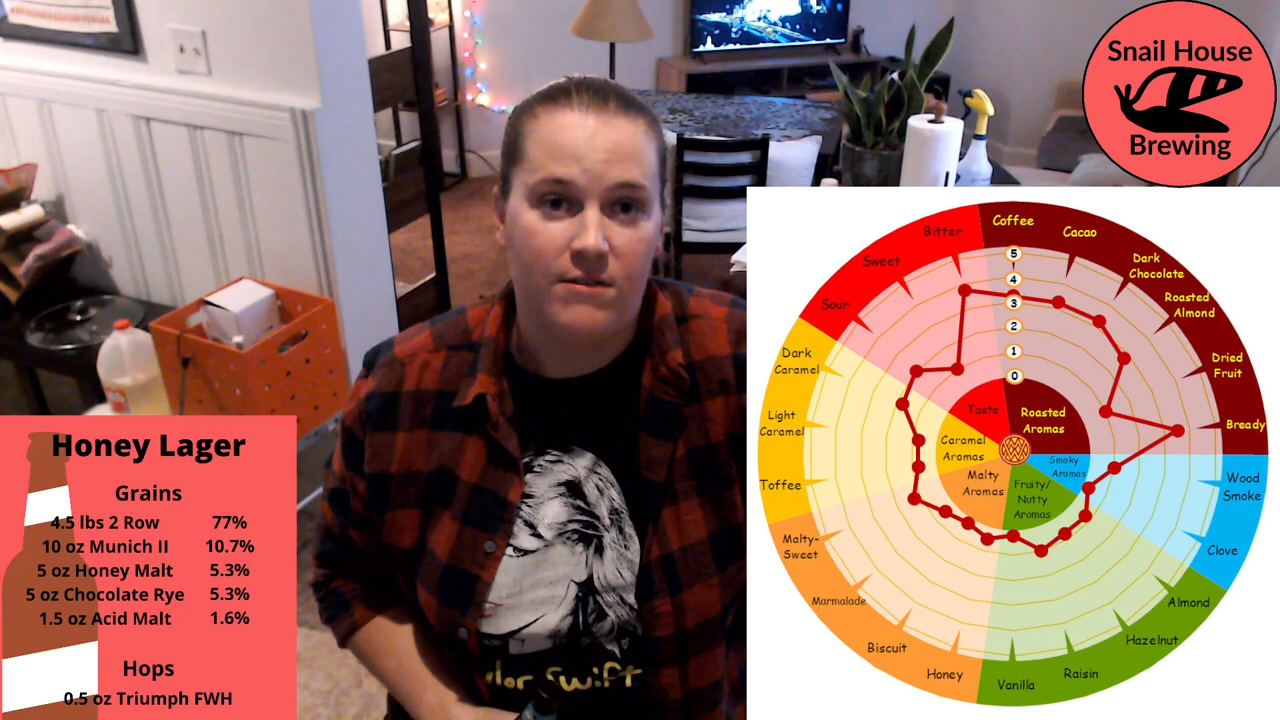 Snail House
Brewing
Honey Lager
Grains
4.5 lbs 2 Row 77%
10 oz Munich II 10.7%
5 oz Honey Malt 5.3%
5 oz Chocolate Rye 5.3%
1.5 oz Acid Malt 1.6%
Hops
0.5 oz Triumph FWH
lor Swift
Coffee
Cacao
Dark
Chocolate
Roasted
Almond
Dried
Fruit
Bready
Wood
Smoke
Clove
Almond
Hazelnut
Raisin
Vanilla
Honey
Biscuit
Marmalade
Malty-
Sweet
Toffee
Light
Caramel
Dark
Caramel
Sour
Sweet
Bitter
5
4
3
2
1
0
Taste
Roasted
Aromas
Smoky
Aromas
Fruity/
Nutty
Aromas
Malty
Aromas
Caramel
Aromas